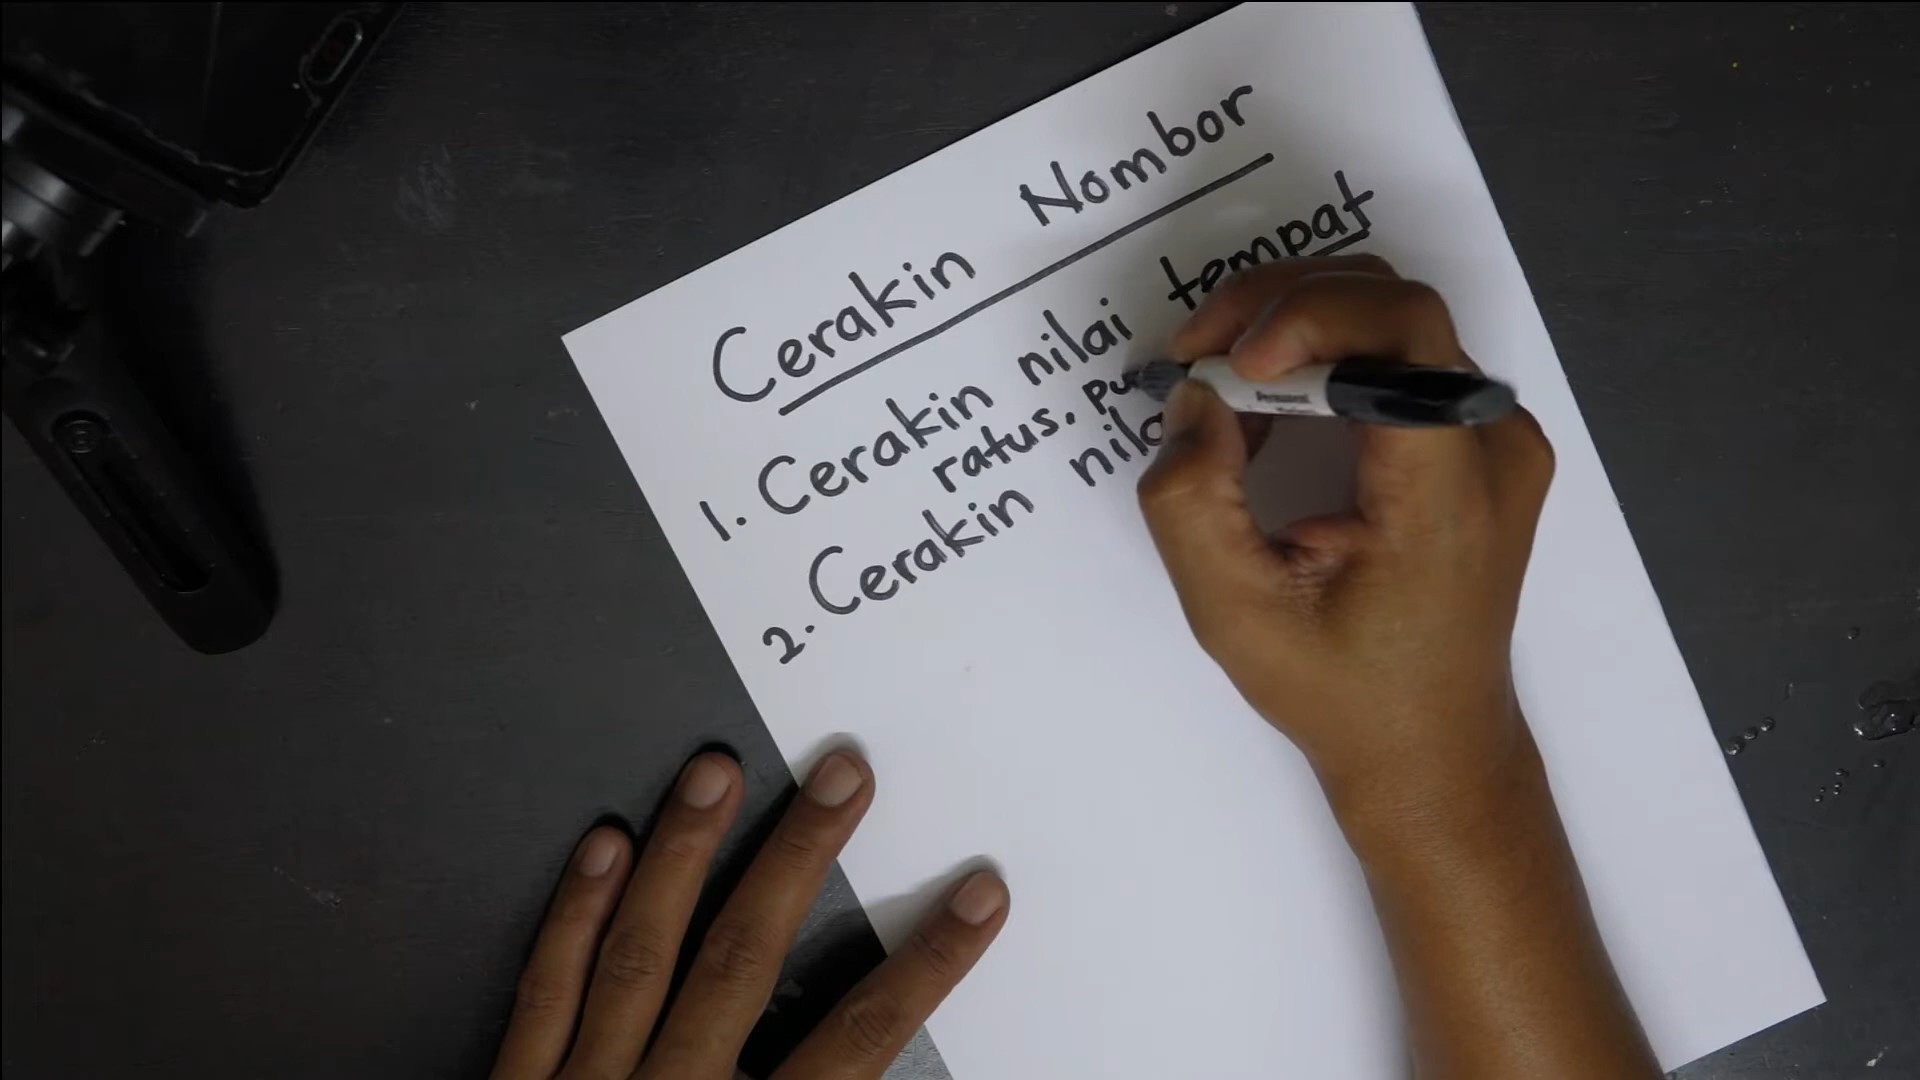 Cerakin Nombor
1. Cerakin nilai tempat
ratus.
2. Cerakin